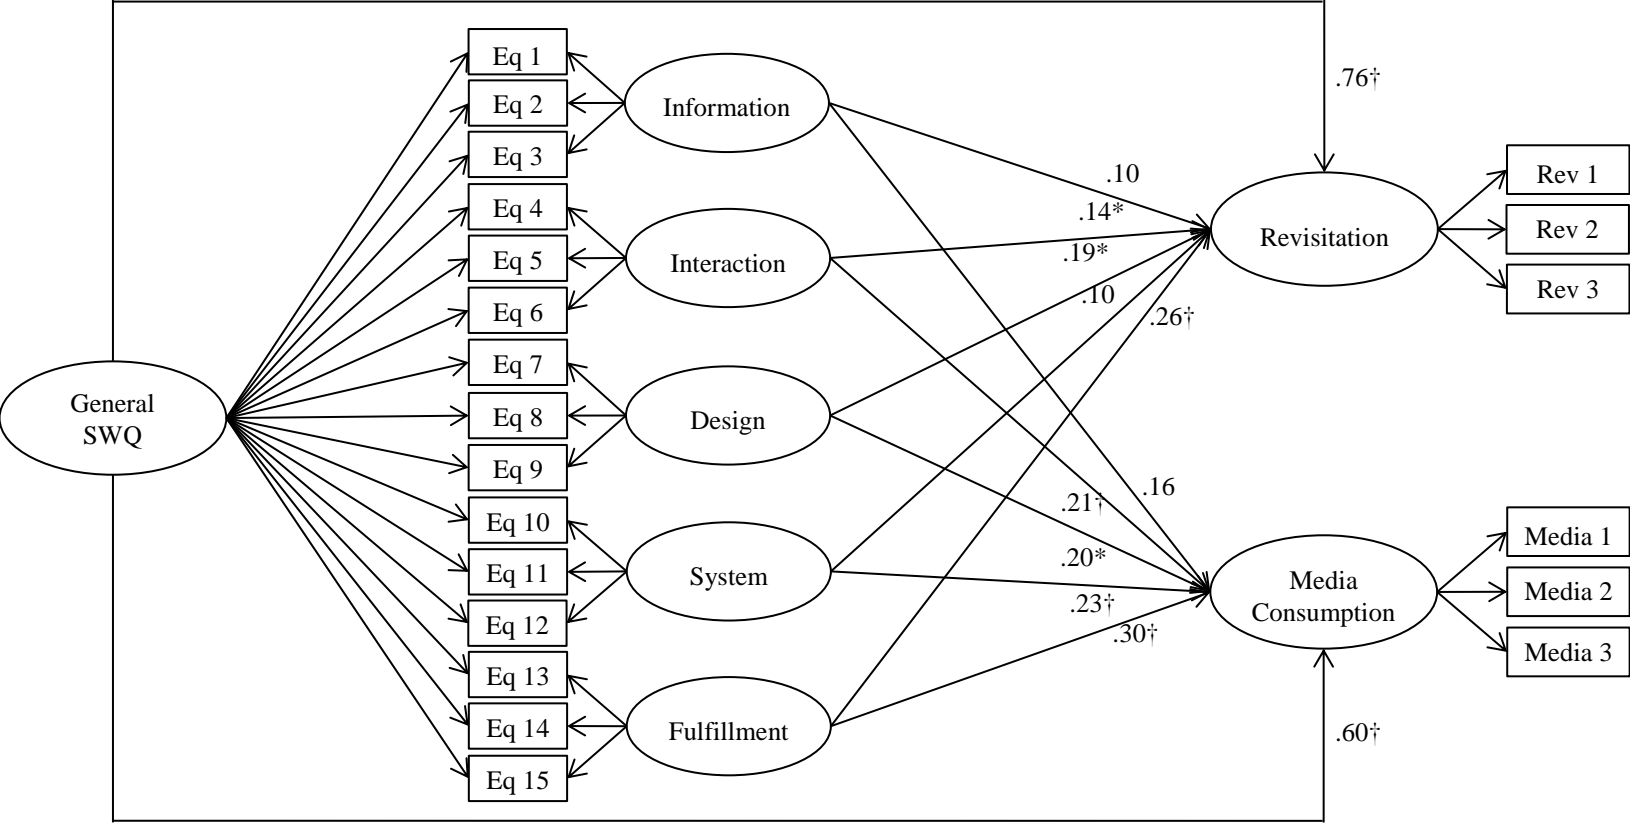 General
SWQ
Eq 1
Eq 2
Eq 3
Eq 4
Eq 5
Eq 6
Eq 7
Eq 8
Eq 9
Eq 10
Eq 11
Eq 12
Eq 13
Eq 14
Eq 15
Information
Interaction
Design
System
Fulfillment
.76†
.10
.14*
.19*
.10
.26†
.16
.21†
.20*
.23†
.30†
.60†
Revisitation
Media
Consumption
Rev 1
Rev 2
Rev 3
Media 1
Media 2
Media 3